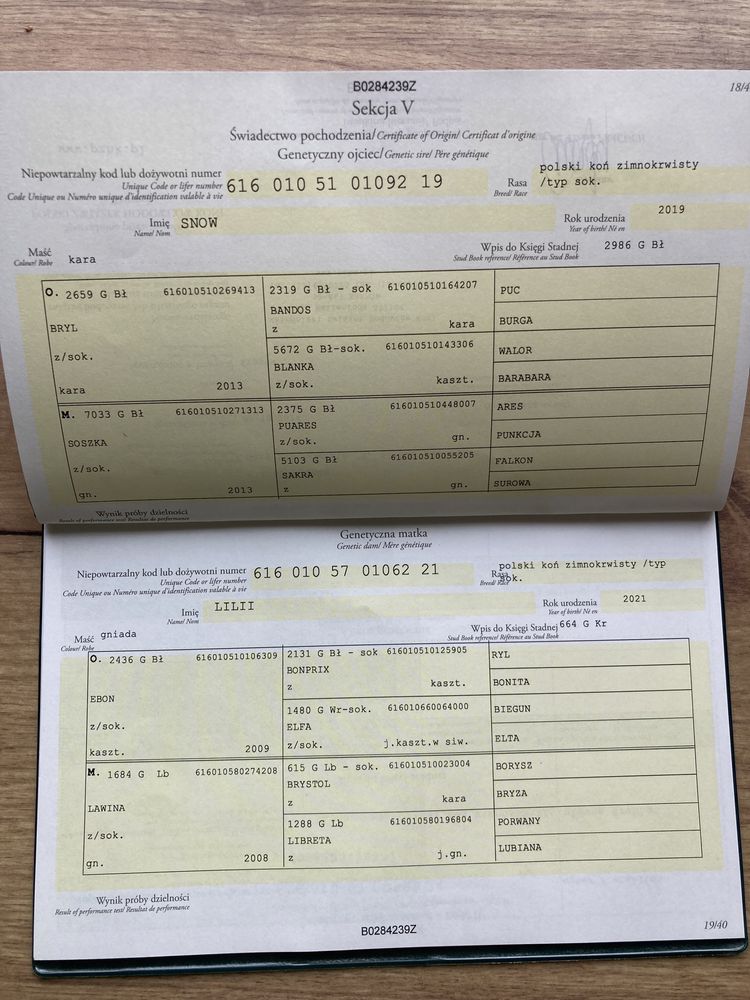 B0284239Z
18/4
Sekcja V
Świadectwo pochodzenia/ Certificate of Origin/ Certificat d'origine
Genetyczny ojciec/ Genetic sire/ Père génétique
Niepowtarzalny kod lub dożywotni numer
Unique Code or lifer number
Code Unique ou Numéro unique d'identification valable à vie
616 010 51 01092 19
Rasa
Breed/ Race
polski koń zimnokrwisty
/typ sok.
Imię
Name/ Nom
SNOW
Rok urodzenia
Year of birth/ Né en
2019
Maść
Colour/ Robe
kara
Wpis do Księgi Stadnej
Stud Book reference/ Référence au Stud Book
2986 G Bł
O. 2659 G Bł 616010510269413
BRYL
z/sok.
kara 2013
2319 G Bł - sok 616010510164207
BANDOS
z kara
5672 G Bł-sok. 616010510143306
BLANKA
z/sok. kaszt.
PUC
BURGA
WALOR
BARABARA
M. 7033 G Bł 616010510271313
SOSZKA
z/sok.
gn. 2013
2375 G Bł 616010510448007
PUARES
z/sok. gn.
5103 G Bł 616010510055205
SAKRA
z gn.
ARES
PUNKCJA
FALKON
SUROWA
Wynik próby dzielności
Result of performance test/ Resultat de performance
Genetyczna matka
Genetic dam/ Mère génétique
Niepowtarzalny kod lub dożywotni numer
Unique Code or lifer number
Code Unique ou Numéro unique d'identification valable à vie
616 010 57 01062 21
Rasa
Breed/ Race
polski koń zimnokrwisty /typ
sok.
Imię
Name/ Nom
LILII
Rok urodzenia
Year of birth/ Né en
2021
Maść
Colour/ Robe
gniada
Wpis do Księgi Stadnej
Stud Book reference/ Référence au Stud Book
664 G Kr
O. 2436 G Bł 616010510106309
EBON
z/sok.
kaszt. 2009
2131 G Bł - sok 616010510125905
BONPRIX
z kaszt.
1480 G Wr-sok. 616010660064000
ELFA
z/sok. j.kaszt.w siw.
RYL
BONITA
BIEGUN
ELTA
M. 1684 G Lb 616010580274208
LAWINA
z/sok.
gn. 2008
615 G Lb - sok. 616010510023004
BRYSTOL
z kara
1288 G Lb 616010580196804
LIBRETA
z j.gn.
BORYSZ
BRYZA
PORWANY
LUBIANA
Wynik próby dzielności
Result of performance test/ Resultat de performance
B0284239Z
19/40